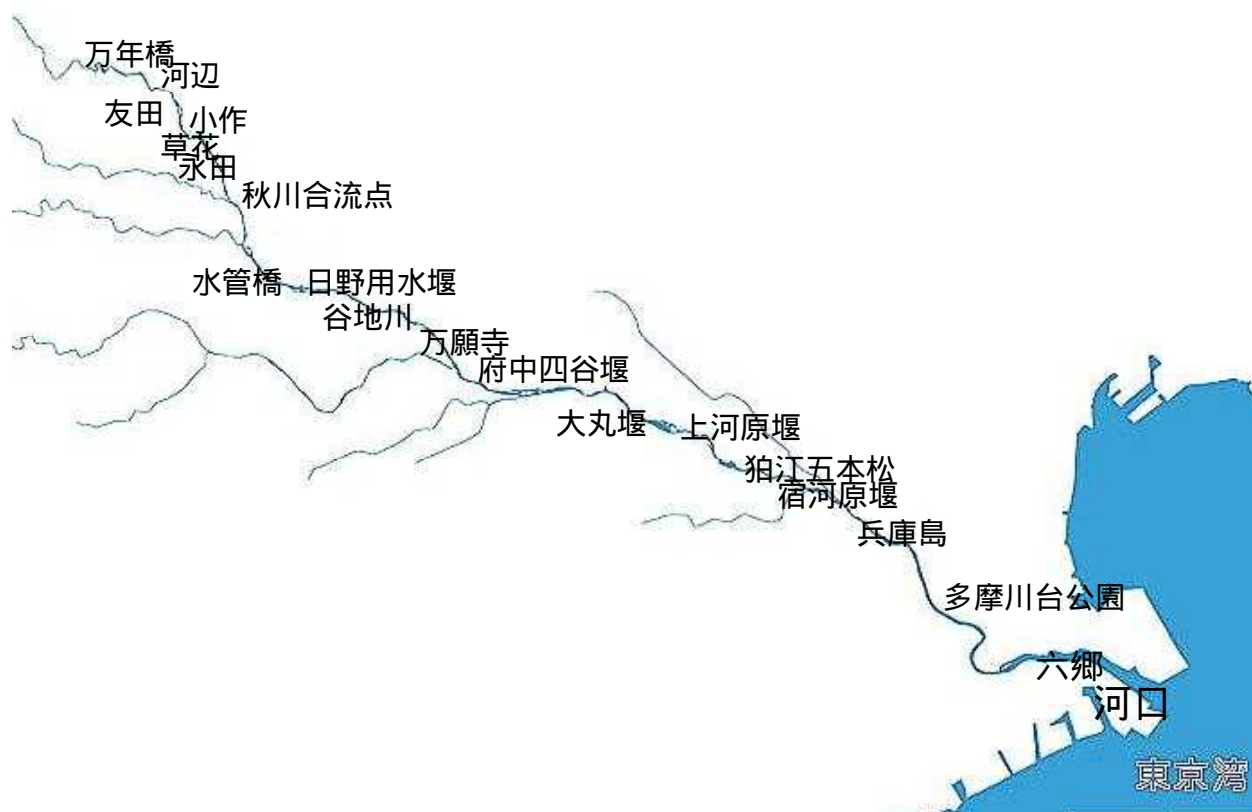 万年橋
河辺
友田
小作
草花
永田
秋川合流点
水管橋
日野用水堰
谷地川
万願寺
府中四谷堰
大丸堰
上河原堰
狛江五本松
宿河原堰
兵庫島
多摩川台公園
六郷
河口
東京湾